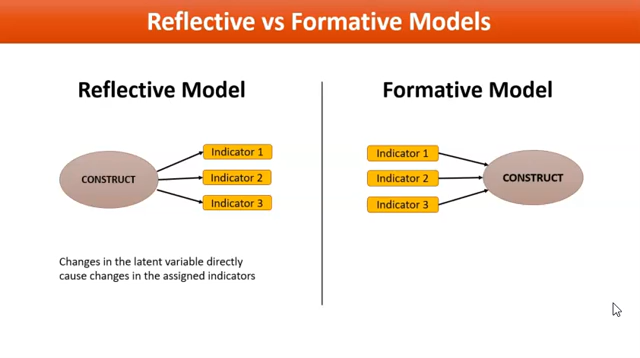 Reflective vs Formative Models
Reflective Model
CONSTRUCT
Indicator 1
Indicator 2
Indicator 3
Changes in the latent variable directly
cause changes in the assigned indicators
Formative Model
Indicator 1
Indicator 2
Indicator 3
CONSTRUCT